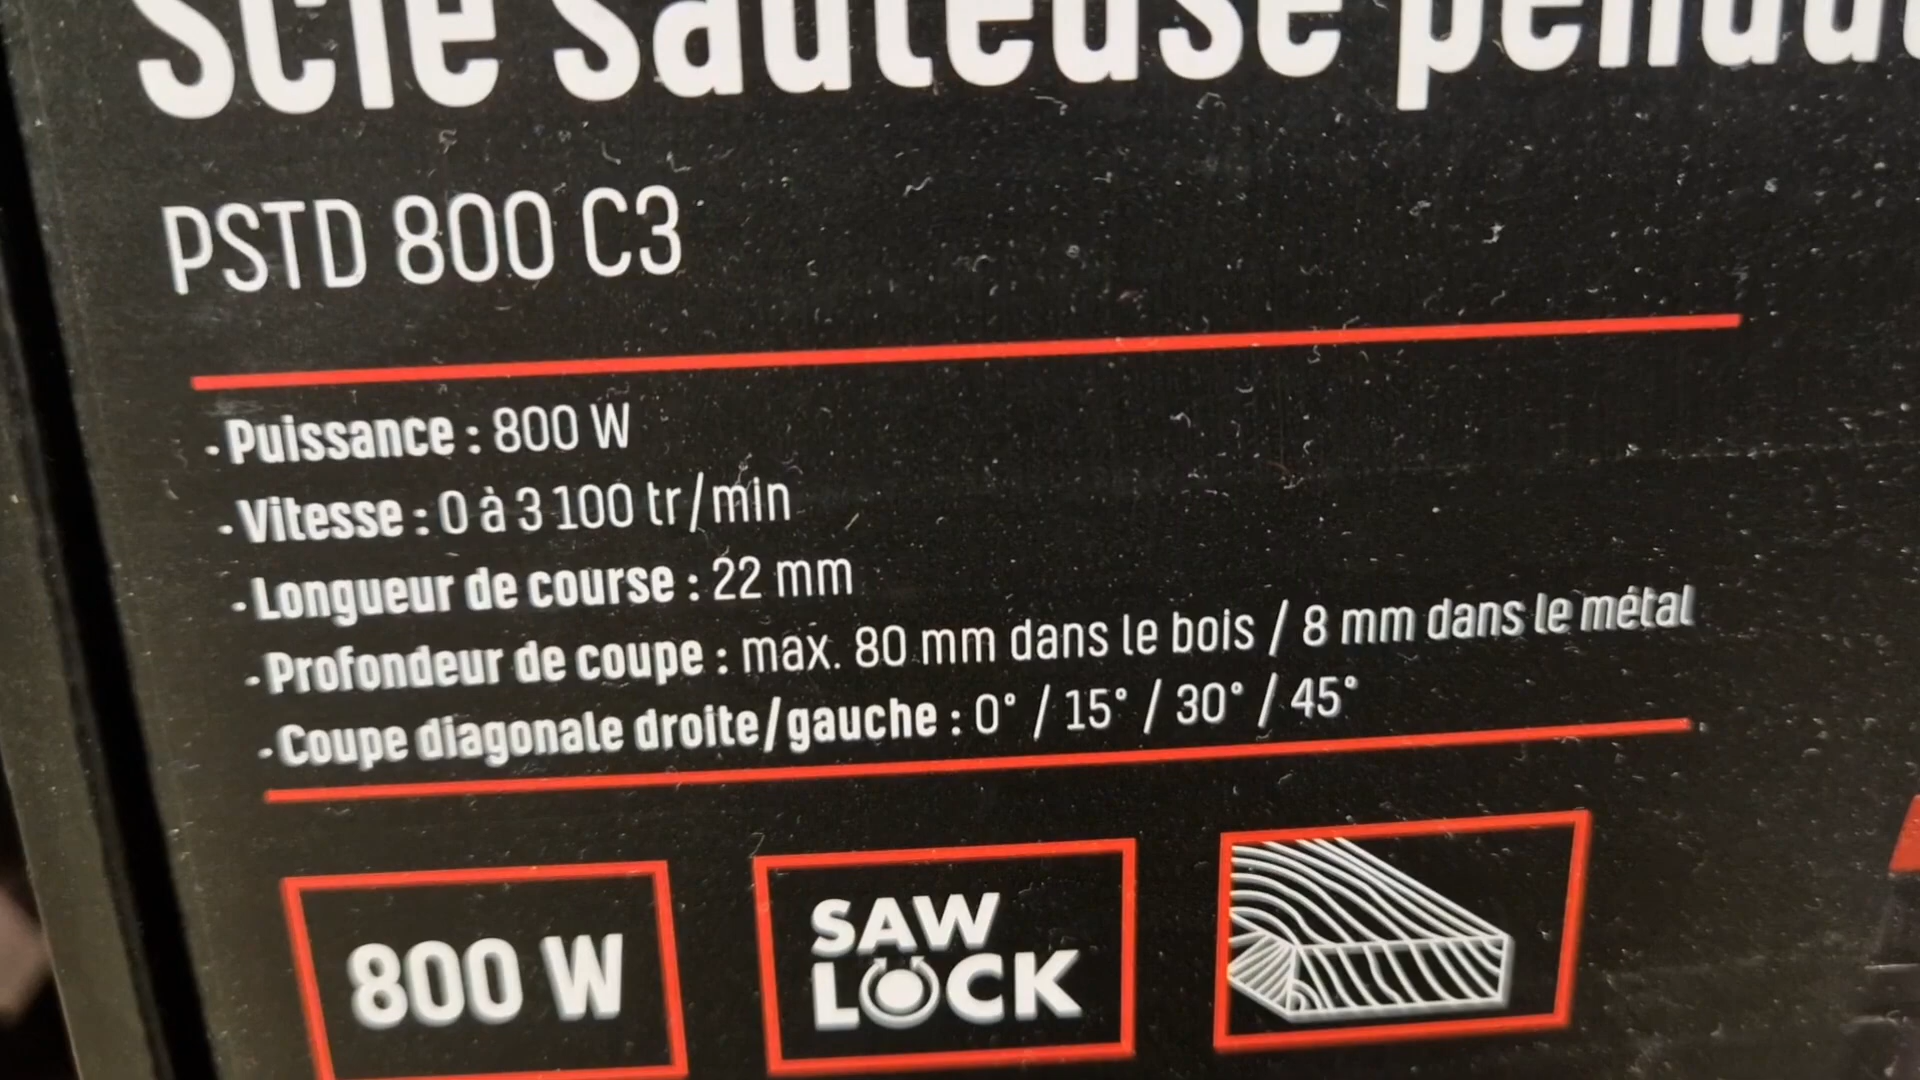 Scie sauteuse
PSTD 800 C3
- Puissance : 800 W
- Vitesse : 0 à 3 100 tr/min
- Longueur de course : 22 mm
- Profondeur de coupe : max. 80 mm dans le bois / 8 mm dans le métal
- Coupe diagonale droite/gauche : 0° / 15° / 30° / 45°
800 W
SAW
LOCK